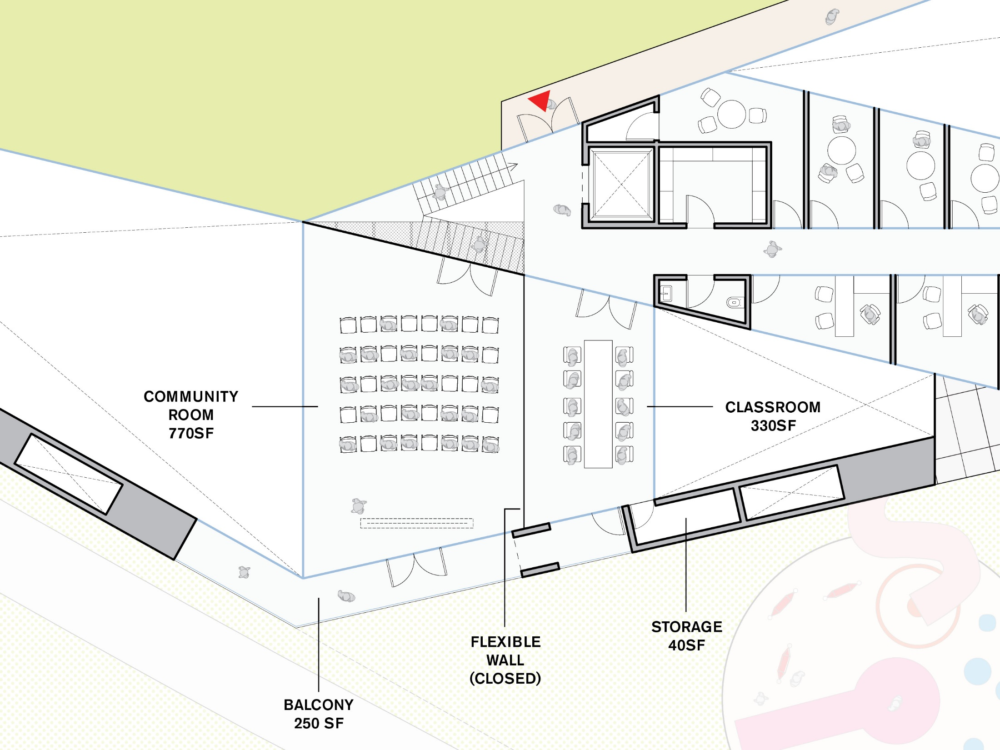 COMMUNITY
ROOM
770SF
CLASSROOM
330SF
STORAGE
40SF
FLEXIBLE
WALL
(CLOSED)
BALCONY
250 SF